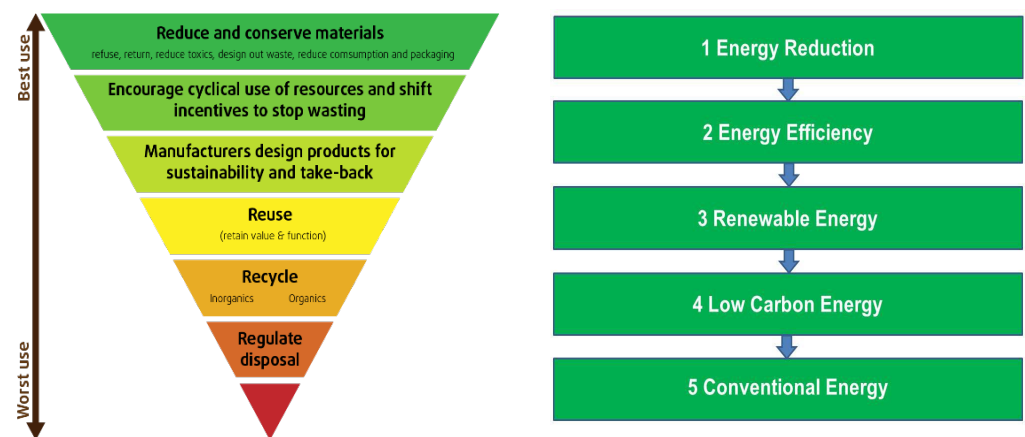 Best use
Worst use
Reduce and conserve materials
refuse, return, reduce toxics, design out waste, reduce comsumption and packaging
Encourage cyclical use of resources and shift
incentives to stop wasting
Manufacturers design products for
sustainability and take-back
Reuse
(retain value & function)
Recycle
Inorganics Organics
Regulate
disposal
1 Energy Reduction
2 Energy Efficiency
3 Renewable Energy
4 Low Carbon Energy
5 Conventional Energy